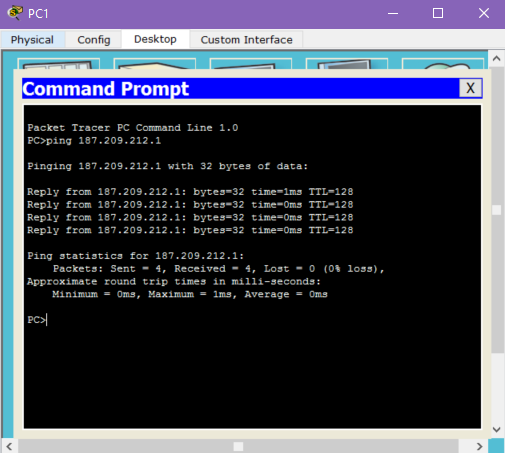 PC1
Physical Config Desktop Custom Interface
Command Prompt X
Packet Tracer PC Command Line 1.0
PC>ping 187.209.212.1
Pinging 187.209.212.1 with 32 bytes of data:
Reply from 187.209.212.1: bytes=32 time=1ms TTL=128
Reply from 187.209.212.1: bytes=32 time=0ms TTL=128
Reply from 187.209.212.1: bytes=32 time=0ms TTL=128
Reply from 187.209.212.1: bytes=32 time=0ms TTL=128
Ping statistics for 187.209.212.1:
Packets: Sent = 4, Received = 4, Lost = 0 (0% loss),
Approximate round trip times in milli-seconds:
Minimum = 0ms, Maximum = 1ms, Average = 0ms
PC>